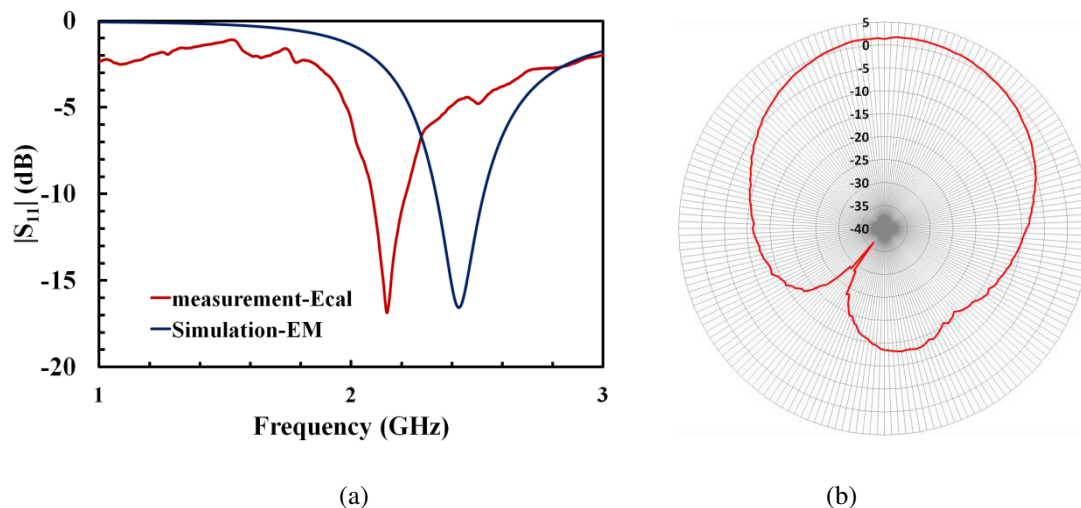 0
-5
-10
-15
-20
|S₁₁| (dB)
measurement-Ecal
Simulation-EM
1 2 3
Frequency (GHz)
(a)
5
0
-5
-10
-15
-20
-25
-30
-35
-40
(b)